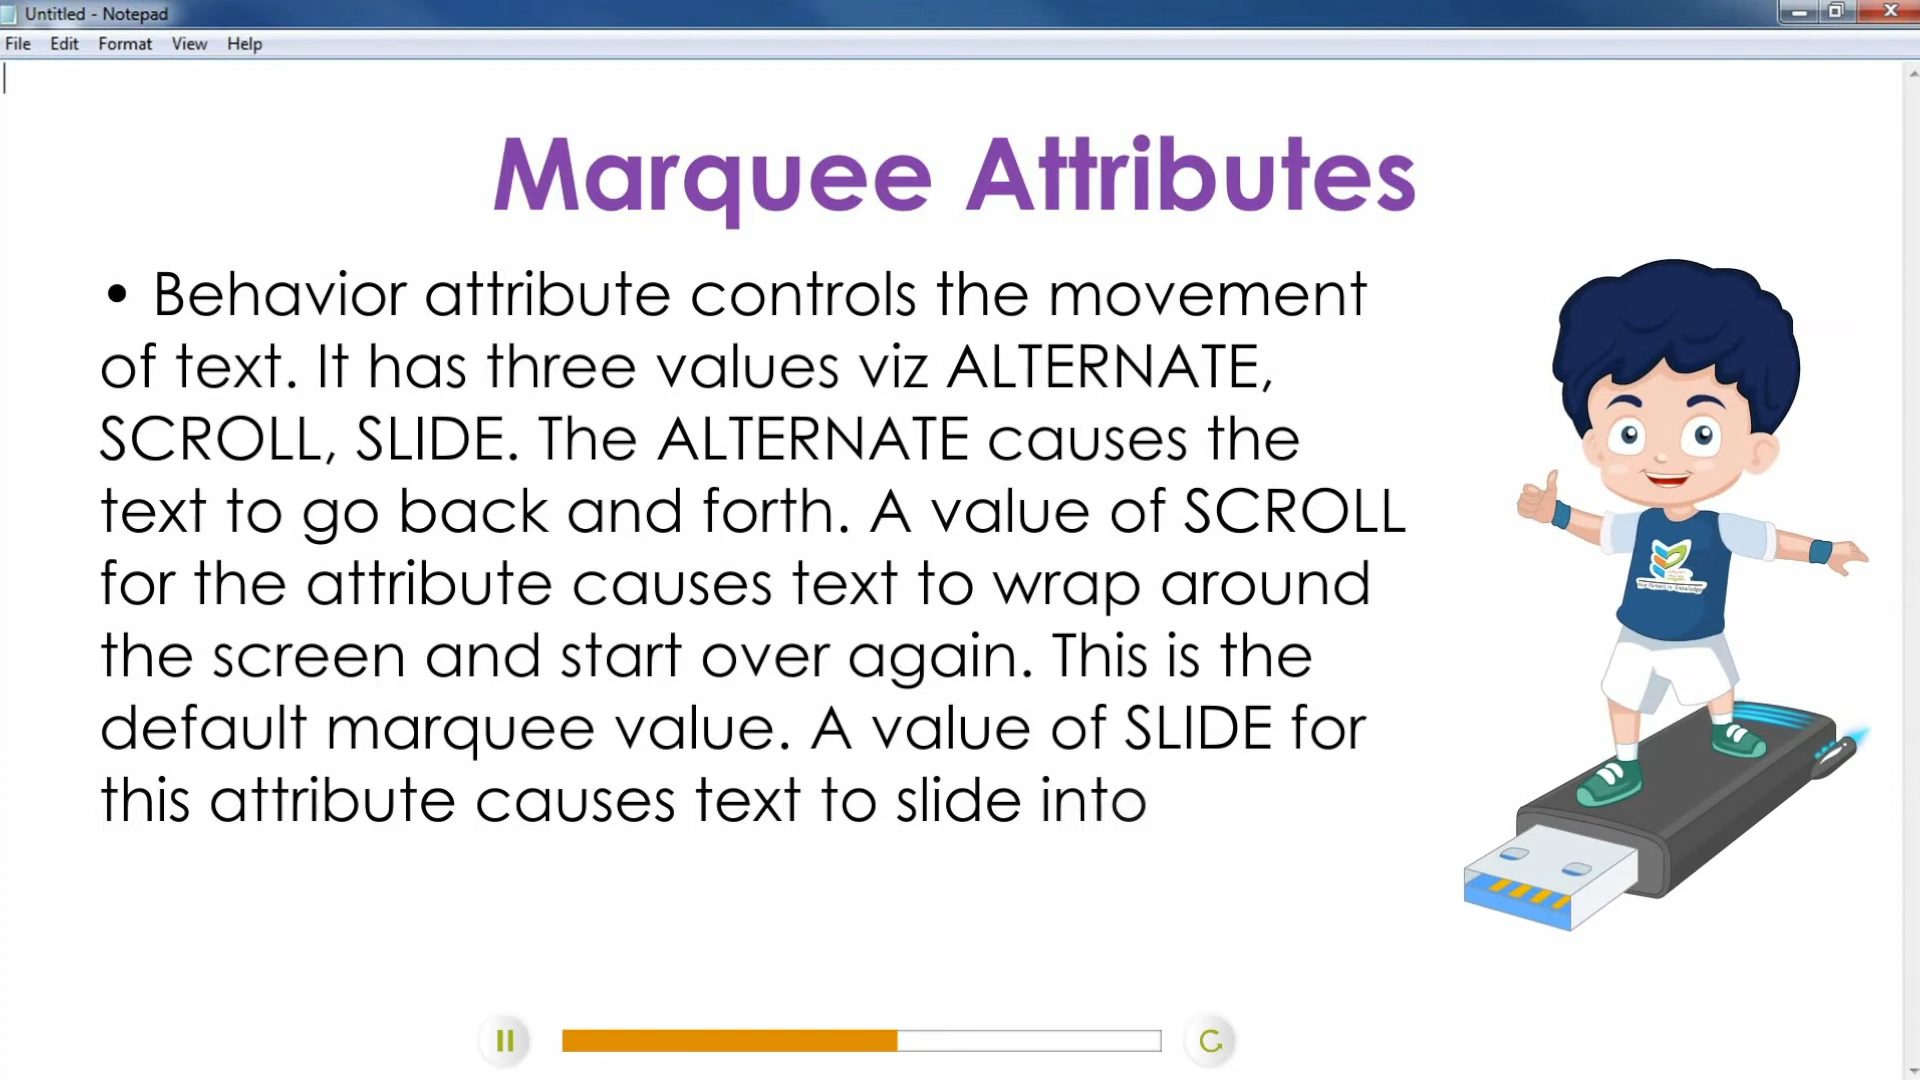 Untitled - Notepad
File Edit Format View Help
Marquee Attributes
• Behavior attribute controls the movement
of text. It has three values viz ALTERNATE,
SCROLL, SLIDE. The ALTERNATE causes the
text to go back and forth. A value of SCROLL
for the attribute causes text to wrap around
the screen and start over again. This is the
default marquee value. A value of SLIDE for
this attribute causes text to slide into